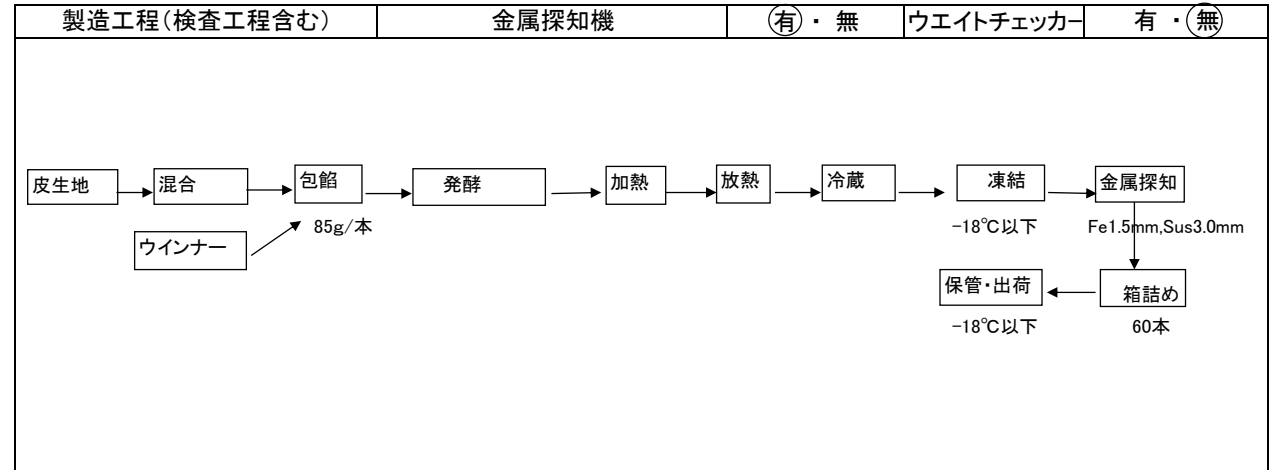 製造工程(検査工程含む) 金属探知機 有・無 ウエイトチェッカー 有・無
皮生地 混合 包餡 発酵 加熱 放熱 冷蔵 凍結 金属探知
85g/本 -18℃以下 Fe1.5mm,Sus3.0mm
ウインナー
保管・出荷 箱詰め
-18℃以下 60本